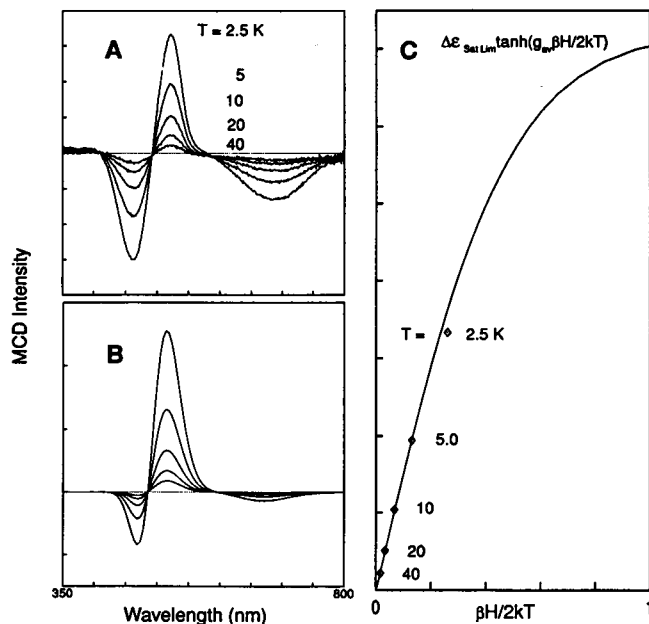 A
T = 2.5 K
5
10
20
40
B
MCD Intensity
350
800
Wavelength (nm)
C
Δε Sat Lim tanh(g av βH/2kT)
T = 2.5 K
5.0
10
20
40
0
1
βH/2kT